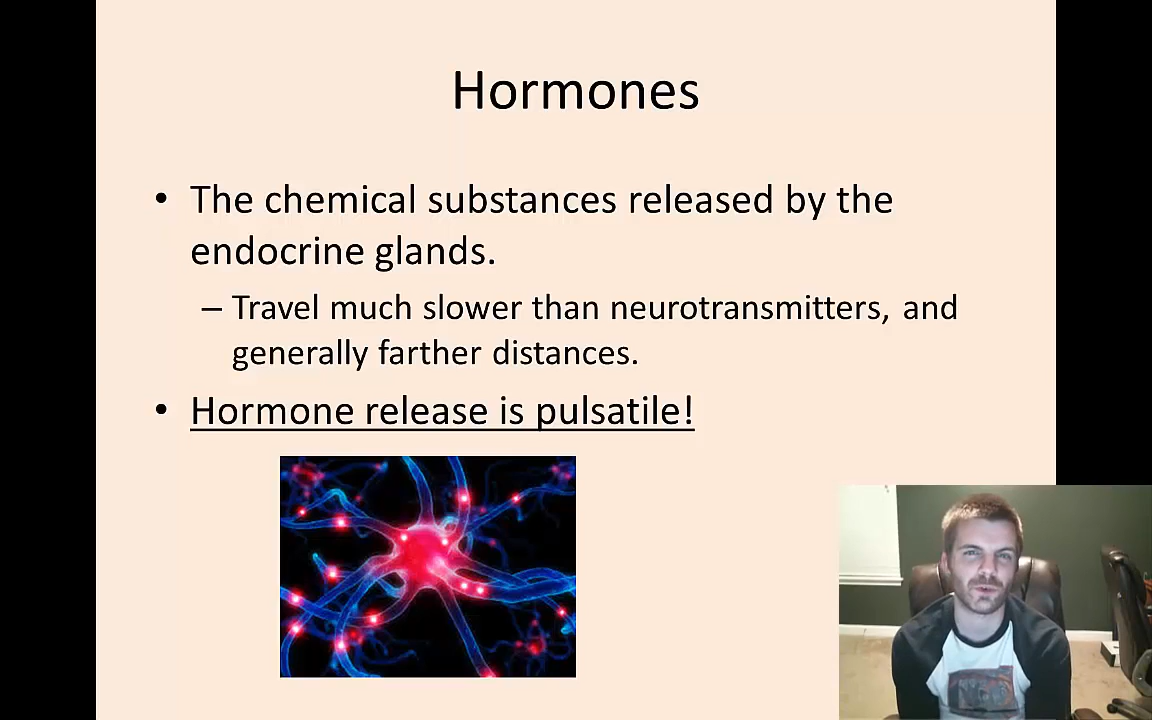 Hormones
• The chemical substances released by the
endocrine glands.
– Travel much slower than neurotransmitters, and
generally farther distances.
• Hormone release is pulsatile!